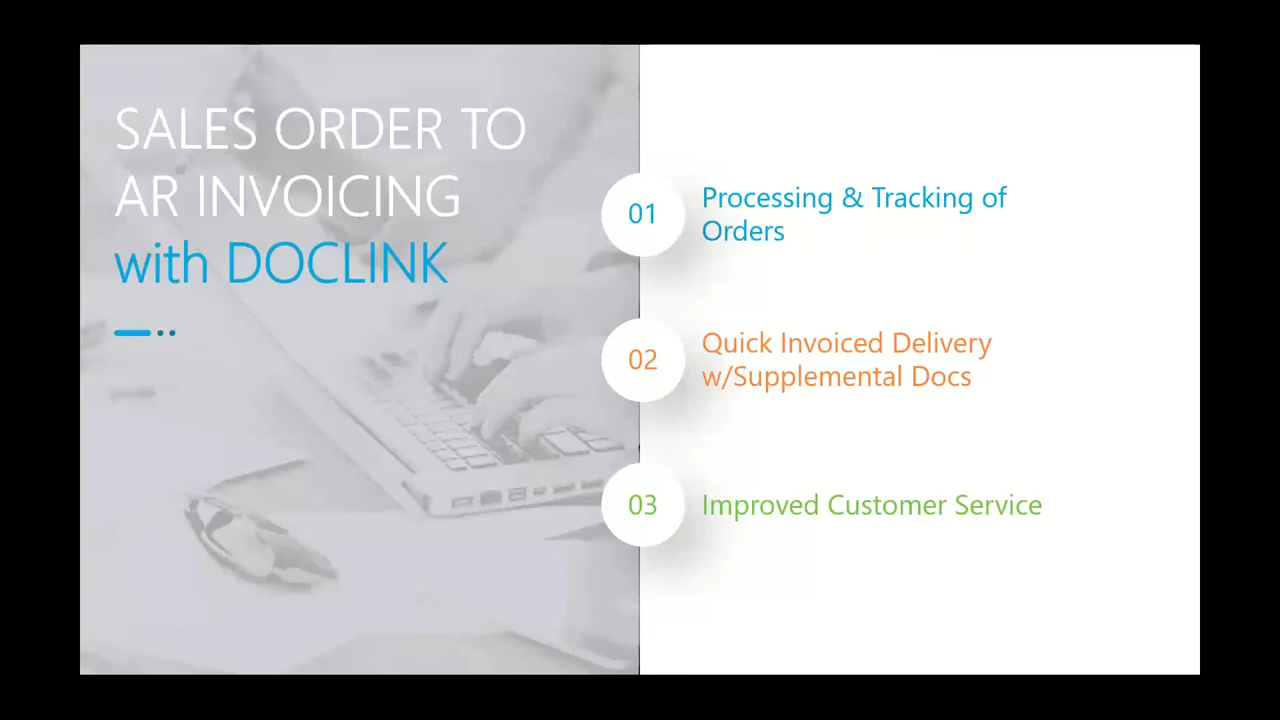 SALES ORDER TO
AR INVOICING
with DOCLINK
01
Processing & Tracking of
Orders
02
Quick Invoiced Delivery
w/Supplemental Docs
03
Improved Customer Service